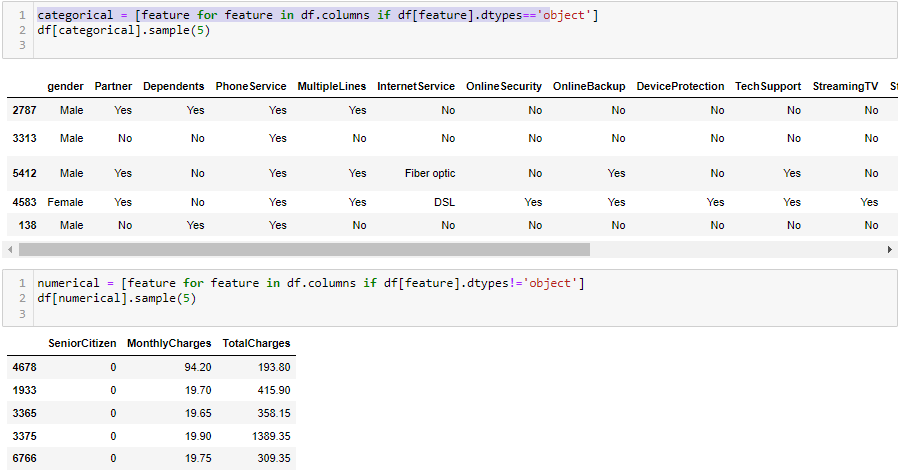 1 categorical = [feature for feature in df.columns if df[feature].dtypes=='object']
2 df[categorical].sample(5)
3
gender Partner Dependents PhoneService MultipleLines InternetService OnlineSecurity OnlineBackup DeviceProtection TechSupport StreamingTV St
2787 Male Yes Yes Yes Yes No No No No No No
3313 Male No No Yes No No No No No No No
5412 Male Yes No Yes Yes Fiber optic No Yes No Yes No
4583 Female Yes No Yes Yes DSL Yes Yes Yes Yes Yes
138 Male No Yes Yes No No No No No No No
1 numerical = [feature for feature in df.columns if df[feature].dtypes!='object']
2 df[numerical].sample(5)
3
SeniorCitizen MonthlyCharges TotalCharges
4678 0 94.20 193.80
1933 0 19.70 415.90
3365 0 19.65 358.15
3375 0 19.90 1389.35
6766 0 19.75 309.35